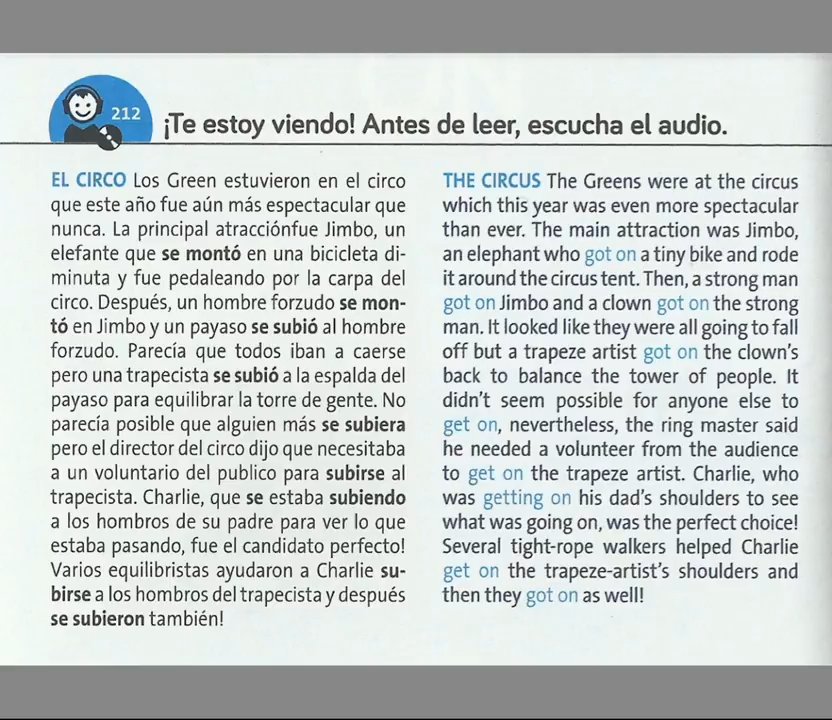 212
¡Te estoy viendo! Antes de leer, escucha el audio.
EL CIRCO Los Green estuvieron en el circo
que este año fue aún más espectacular que
nunca. La principal atracciónfue Jimbo, un
elefante que se montó en una bicicleta di-
minuta y fue pedaleando por la carpa del
circo. Después, un hombre forzudo se mon-
tó en Jimbo y un payaso se subió al hombre
forzudo. Parecía que todos iban a caerse
pero una trapecista se subió a la espalda del
payaso para equilibrar la torre de gente. No
parecía posible que alguien más se subiera
pero el director del circo dijo que necesitaba
a un voluntario del publico para subirse al
trapecista. Charlie, que se estaba subiendo
a los hombros de su padre para ver lo que
estaba pasando, fue el candidato perfecto!
Varios equilibristas ayudaron a Charlie su-
birse a los hombros del trapecista y después
se subieron también!
THE CIRCUS The Greens were at the circus
which this year was even more spectacular
than ever. The main attraction was Jimbo,
an elephant who got on a tiny bike and rode
it around the circus tent. Then, a strong man
got on Jimbo and a clown got on the strong
man. It looked like they were all going to fall
off but a trapeze artist got on the clown's
back to balance the tower of people. It
didn't seem possible for anyone else to
get on, nevertheless, the ring master said
he needed a volunteer from the audience
to get on the trapeze artist. Charlie, who
was getting on his dad's shoulders to see
what was going on, was the perfect choice!
Several tight-rope walkers helped Charlie
get on the trapeze-artist's shoulders and
then they got on as well!